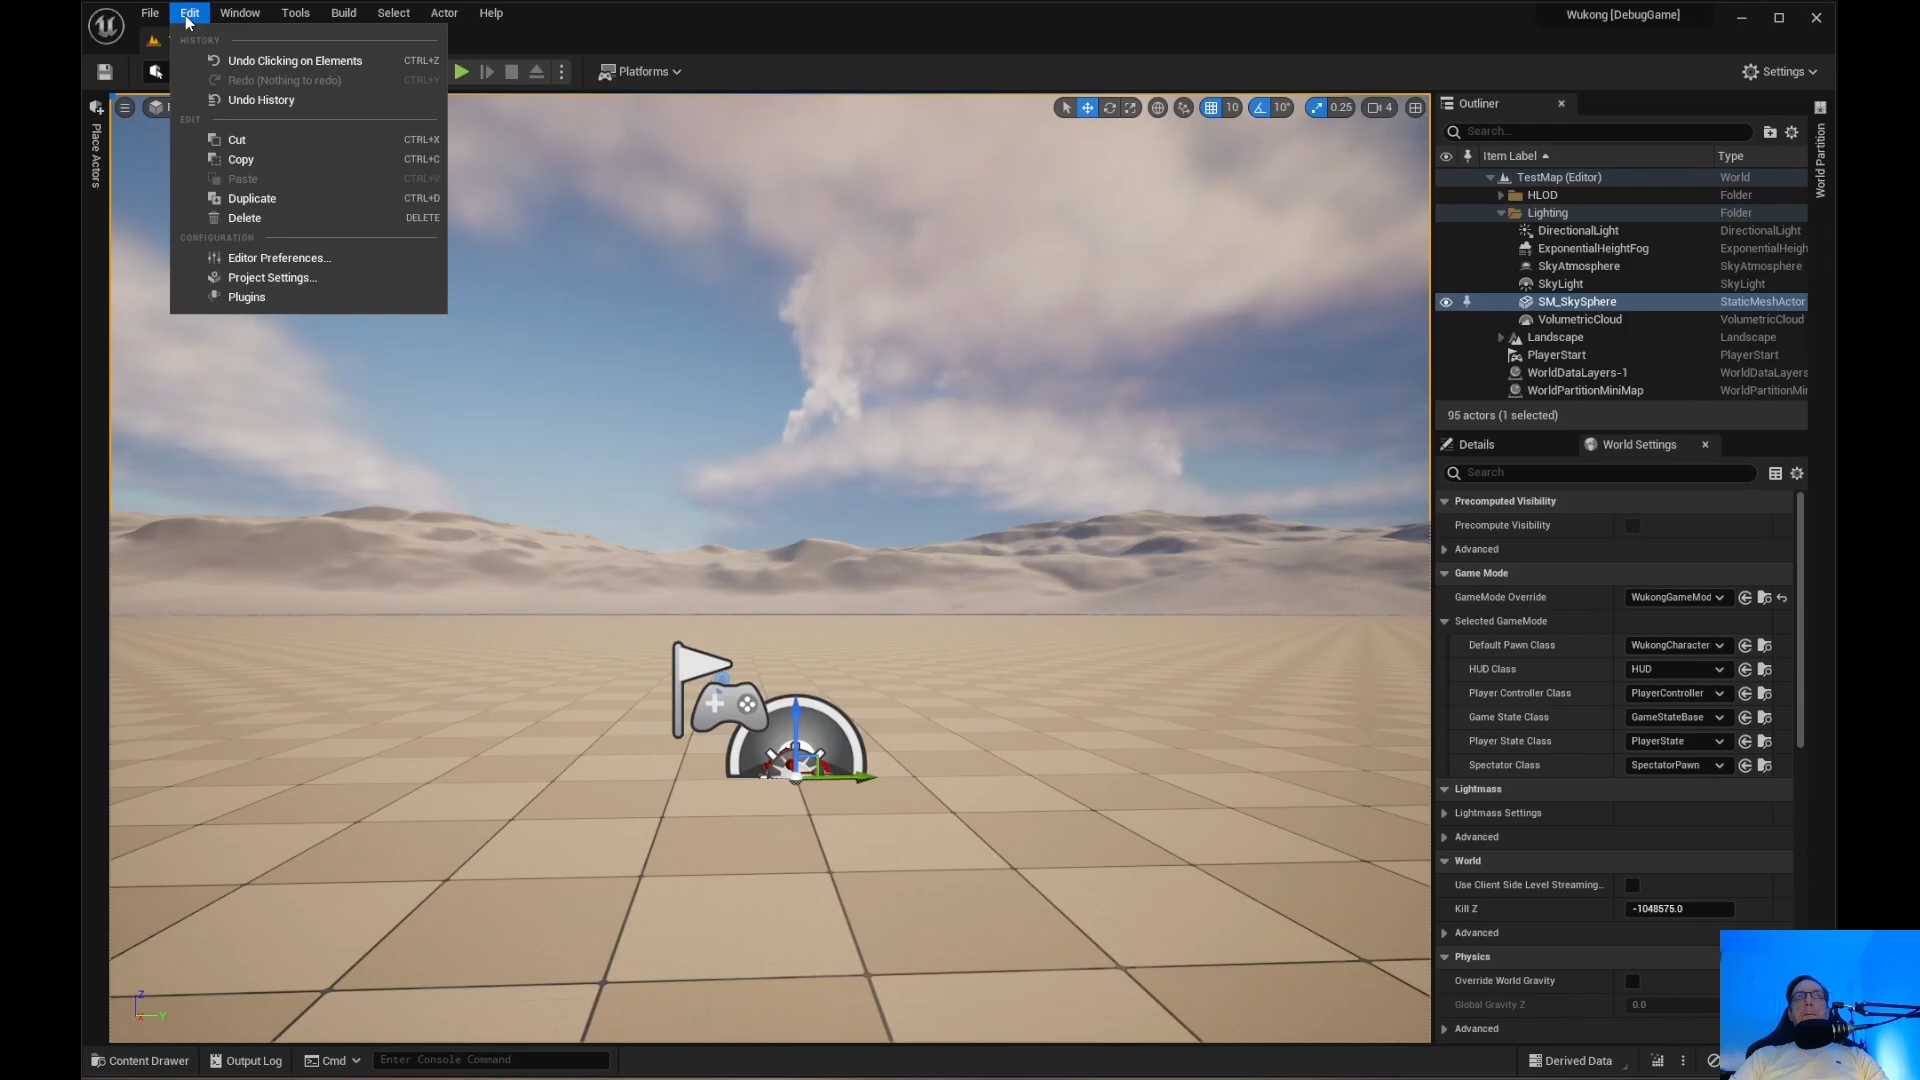 File Edit Window Tools Build Select Actor Help
Wukong [DebugGame]
HISTORY
Undo Clicking on Elements CTRL+Z
Redo (Nothing to redo) CTRL+Y
Undo History
EDIT
Cut CTRL+X
Copy CTRL+C
Paste CTRL+V
Duplicate CTRL+D
Delete DELETE
CONFIGURATION
Editor Preferences...
Project Settings...
Plugins
Platforms
Settings
Place Actors
10
10°
0.25
4
Outliner
Search...
Item Label Type
TestMap (Editor) World
HLOD Folder
Lighting Folder
DirectionalLight DirectionalLight
ExponentialHeightFog ExponentialHeigh
SkyAtmosphere SkyAtmosphere
SkyLight SkyLight
SM_SkySphere StaticMeshActor
VolumetricCloud VolumetricCloud
Landscape Landscape
PlayerStart PlayerStart
WorldDataLayers-1 WorldDataLayers
WorldPartitionMiniMap WorldPartitionMi
95 actors (1 selected)
World Partition
Details World Settings
Search
Precomputed Visibility
Precompute Visibility
Advanced
Game Mode
GameMode Override WukongGameMod
Selected GameMode
Default Pawn Class WukongCharacter
HUD Class HUD
Player Controller Class PlayerController
Game State Class GameStateBase
Player State Class PlayerState
Spectator Class SpectatorPawn
Lightmass
Lightmass Settings
Advanced
World
Use Client Side Level Streaming...
Kill Z -1048575.0
Advanced
Physics
Override World Gravity
Global Gravity Z 0.0
Advanced
Z
X Y
Content Drawer Output Log Cmd Enter Console Command
Derived Data